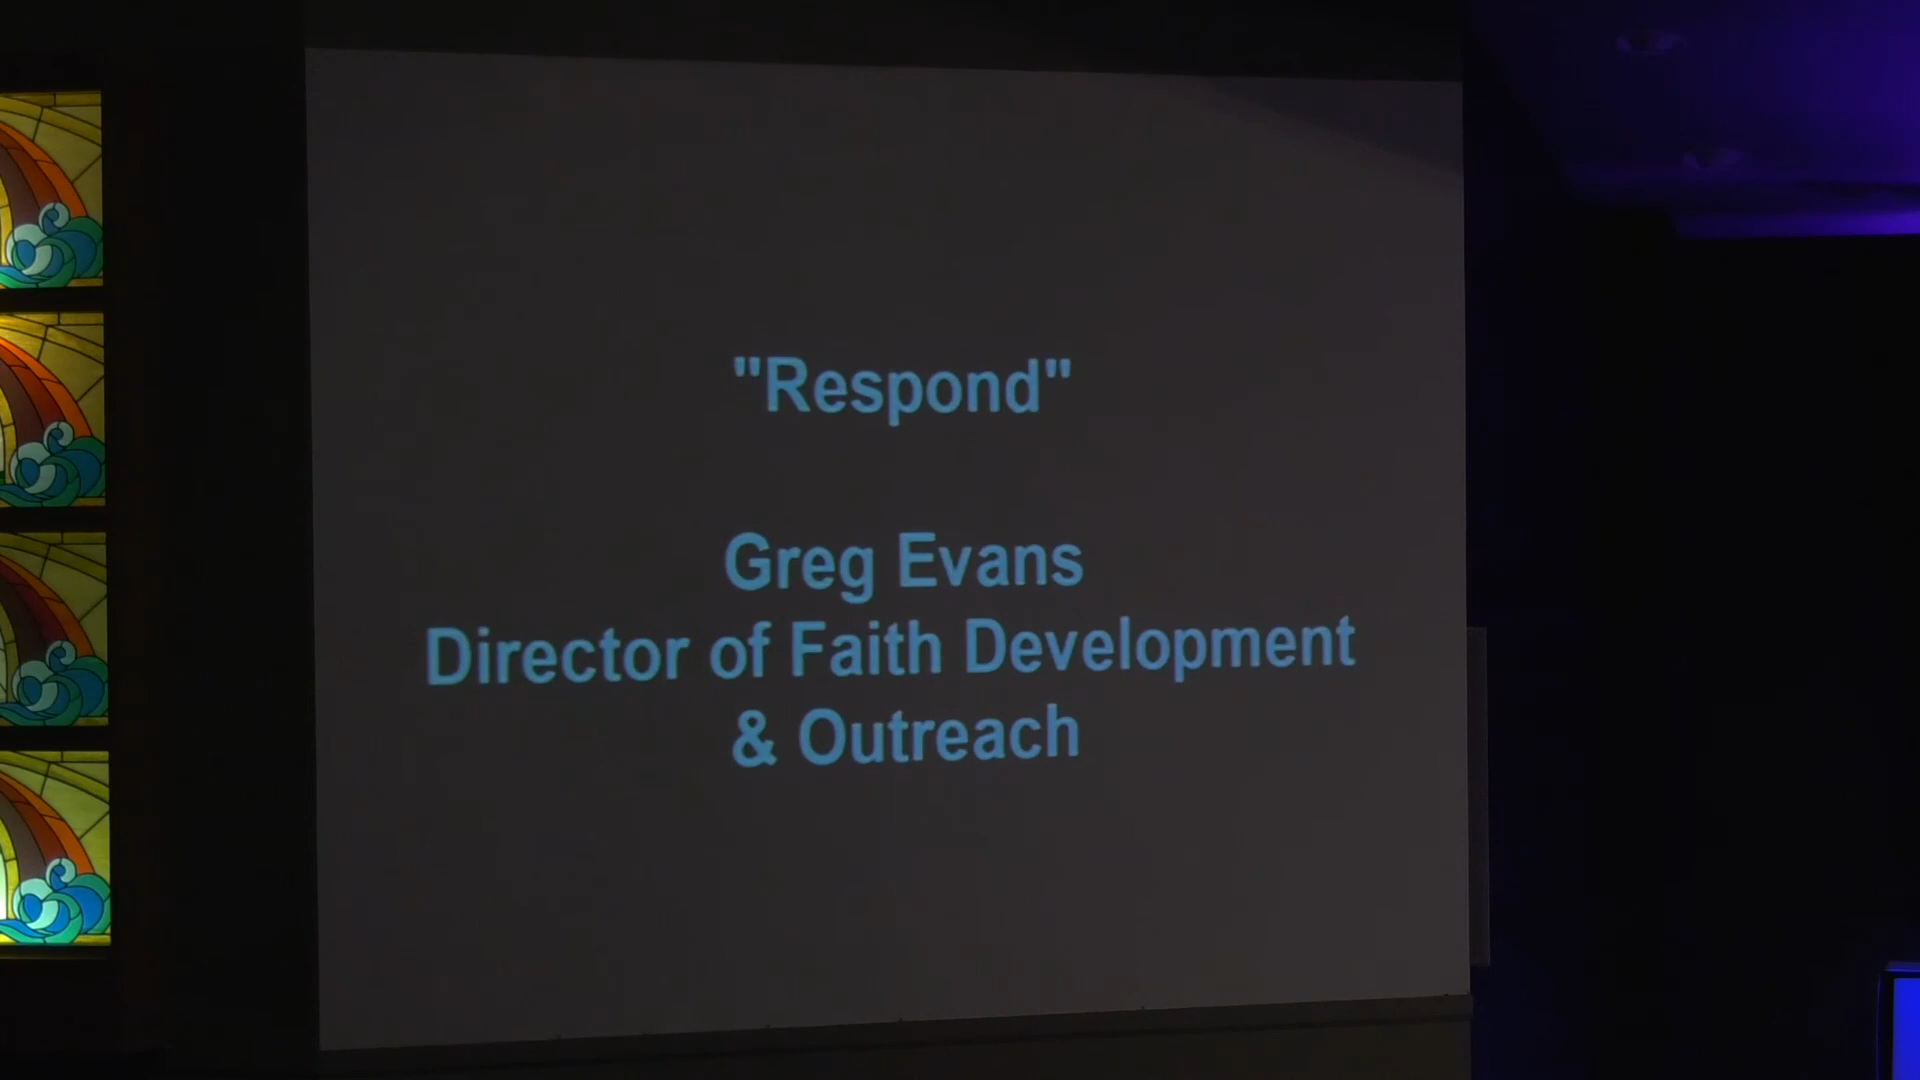 "Respond"
Greg Evans
Director of Faith Development
& Outreach